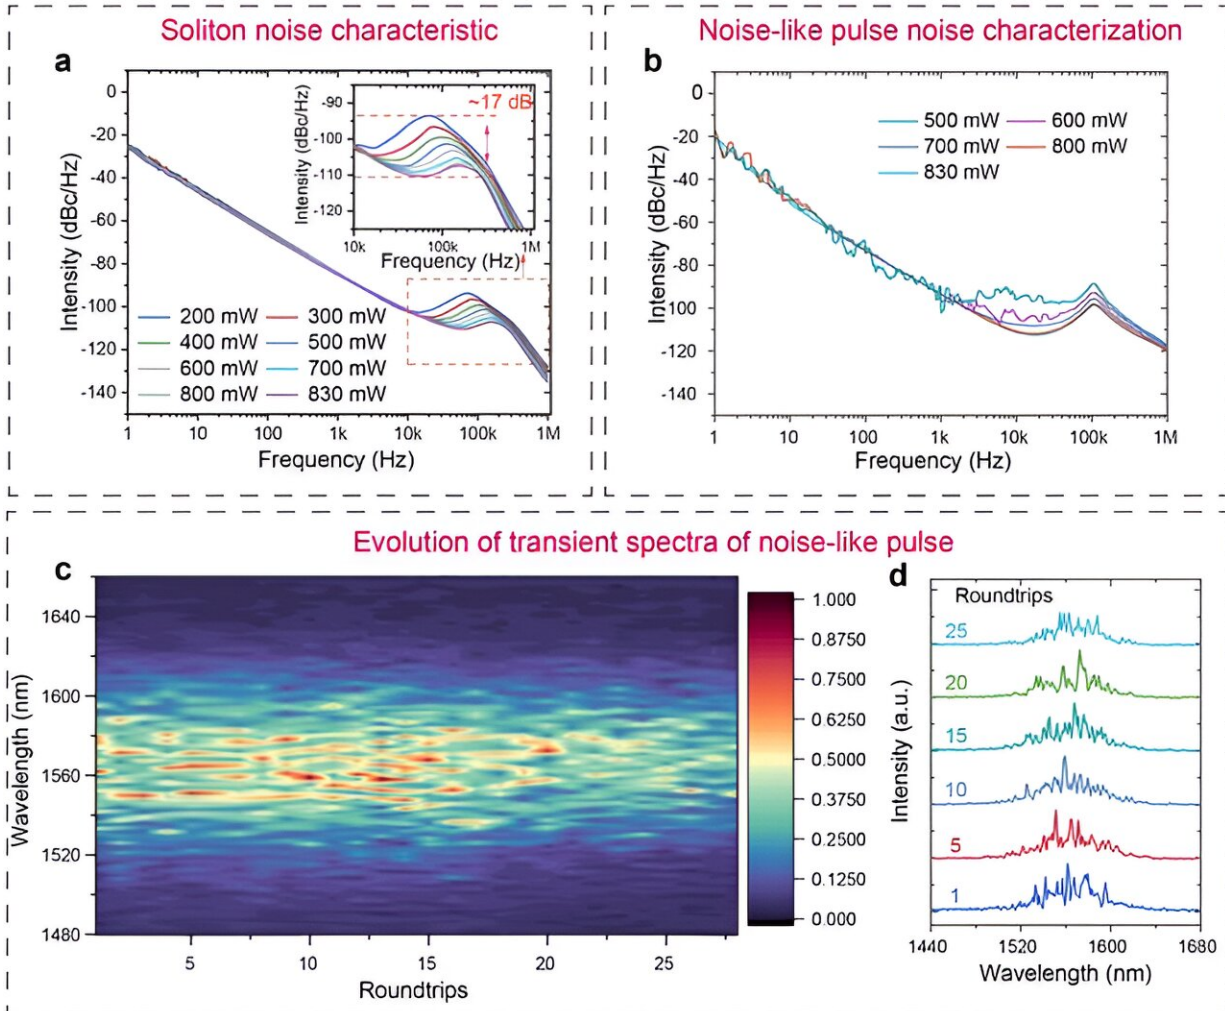 Soliton noise characteristic
a
0
-20
-40
-60
-80
-100
-120
-140
Intensity (dBc/Hz)
1 10 100 1k 10k 100k 1M
Frequency (Hz)
200 mW 300 mW
400 mW 500 mW
600 mW 700 mW
800 mW 830 mW
-90
-100
-110
-120
Intensity (dBc/Hz)
~17 dB
10k 100k 1M
Frequency (Hz)
Noise-like pulse noise characterization
b
0
-20
-40
-60
-80
-100
-120
-140
Intensity (dBc/Hz)
500 mW 600 mW
700 mW 800 mW
830 mW
1 10 100 1k 10k 100k 1M
Frequency (Hz)
Evolution of transient spectra of noise-like pulse
c
1640
1600
1560
1520
1480
Wavelength (nm)
5 10 15 20 25
Roundtrips
1.000
0.8750
0.7500
0.6250
0.5000
0.3750
0.2500
0.1250
0.000
d
Roundtrips
25
20
15
10
5
1
Intensity (a.u.)
1440 1520 1600 1680
Wavelength (nm)